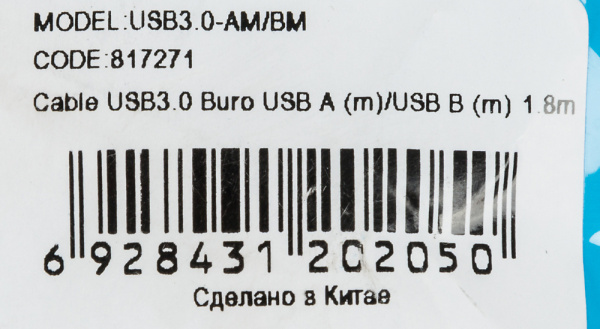 MODEL:USB3.0-AM/BM
CODE:817271
Cable USB3.0 Buro USB A (m)/USB B (m) 1.8m
6 928431 202050
Сделано в Китае